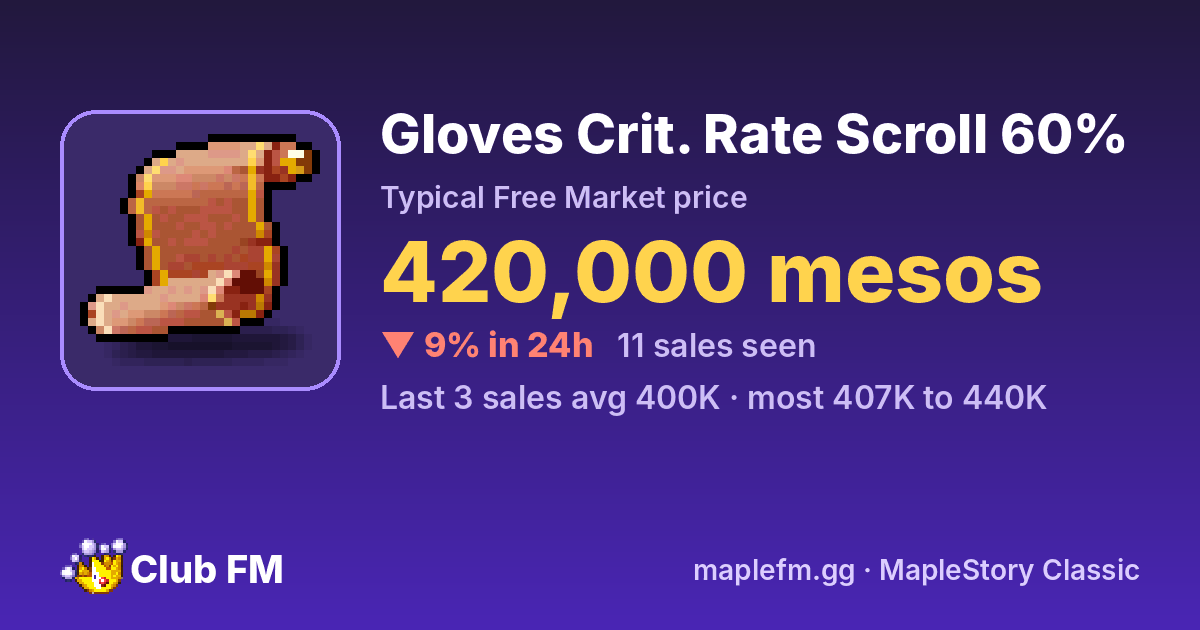 Gloves Crit. Rate Scroll 60%
Typical Free Market price
420,000 mesos
▼ 9% in 24h 11 sales seen
Last 3 sales avg 400K · most 407K to 440K
Club FM
maplefm.gg · MapleStory Classic